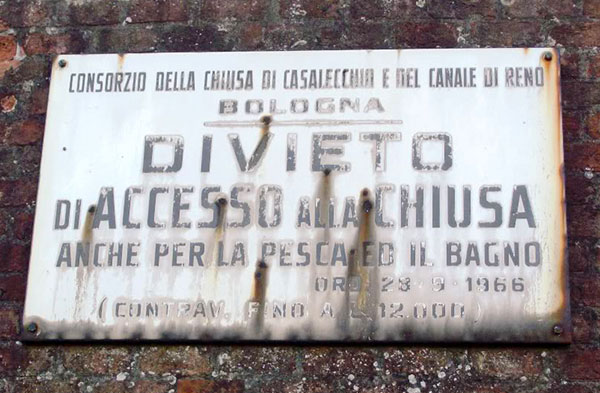 CONSORZIO DELLA CHIUSA DI CASALECCHIO E DEL CANALE DI RENO
BOLOGNA
DIVIETO
DI ACCESSO ALLA CHIUSA
ANCHE PER LA PESCA ED IL BAGNO
ORD. 28-9-1966
(CONTRAV. FINO A L.12.000)